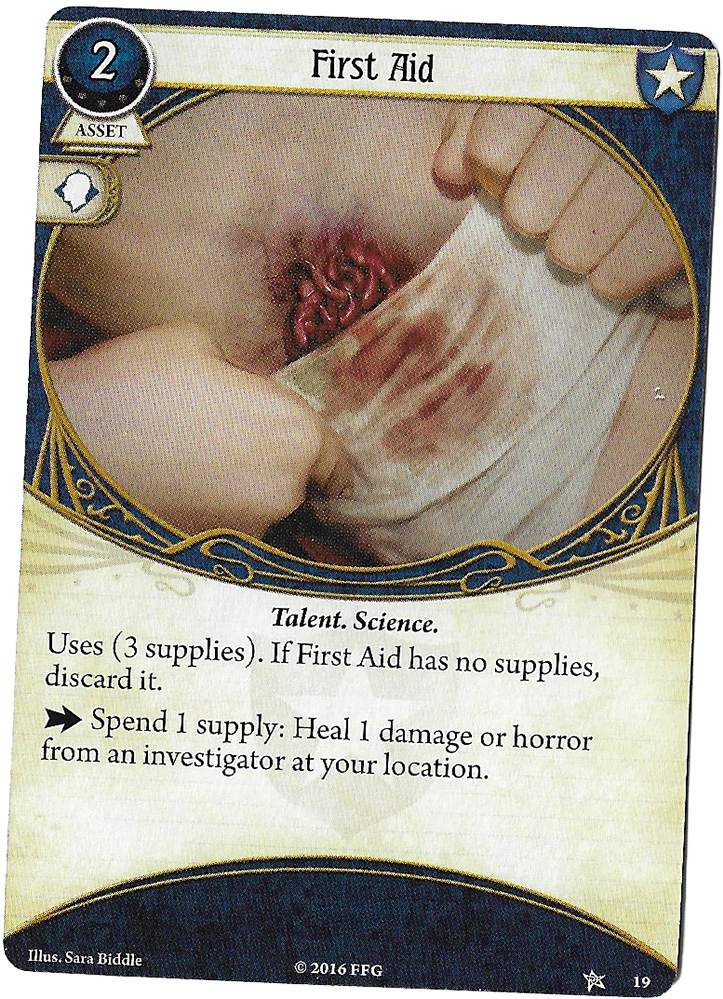 2
First Aid
ASSET
Talent. Science.
Uses (3 supplies). If First Aid has no supplies,
discard it.
Spend 1 supply: Heal 1 damage or horror
from an investigator at your location.
Illus. Sara Biddle
© 2016 FFG
19